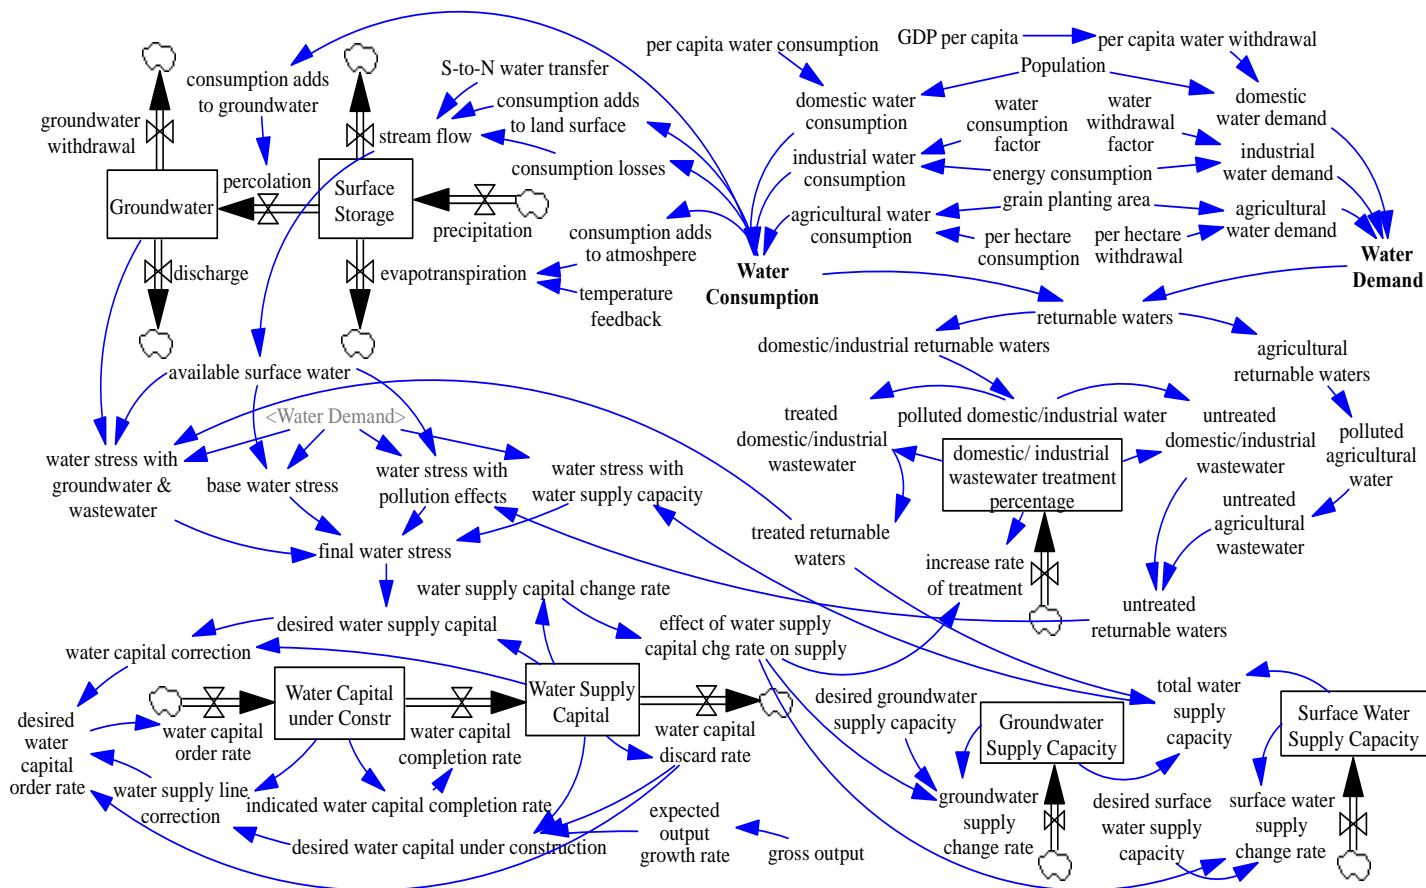 per capita water consumption
GDP per capita
per capita water withdrawal
S-to-N water transfer
Population
consumption adds
to groundwater
consumption adds
to land surface
domestic water
consumption
water
consumption
factor
water
withdrawal
factor
domestic
water demand
groundwater
withdrawal
stream flow
consumption losses
industrial water
consumption
energy consumption
industrial
water demand
percolation
Groundwater
Surface
Storage
precipitation
grain planting area
agricultural water
consumption
agricultural
water demand
per hectare
consumption
per hectare
withdrawal
consumption adds
to atmoshpere
Water
Consumption
Water
Demand
discharge
evapotranspiration
temperature
feedback
returnable waters
domestic/industrial returnable waters
agricultural
returnable waters
available surface water
<Water Demand>
treated
domestic/industrial
wastewater
polluted domestic/industrial water
untreated
domestic/industrial
wastewater
polluted
agricultural
water
water stress with
groundwater &
wastewater
base water stress
water stress with
pollution effects
water stress with
water supply capacity
domestic/ industrial
wastewater treatment
percentage
untreated
agricultural
wastewater
final water stress
treated returnable
waters
increase rate
of treatment
untreated
returnable waters
water supply capital change rate
desired water supply capital
effect of water supply
capital chg rate on supply
water capital correction
Water Capital
under Constr
Water Supply
Capital
desired groundwater
supply capacity
Groundwater
Supply Capacity
total water
supply
capacity
Surface Water
Supply Capacity
desired
water
capital
order rate
water capital
order rate
water capital
completion rate
water capital
discard rate
water supply line
correction
indicated water capital completion rate
groundwater
supply
change rate
desired surface
water supply
capacity
surface water
supply
change rate
desired water capital under construction
expected
output
growth rate
gross output